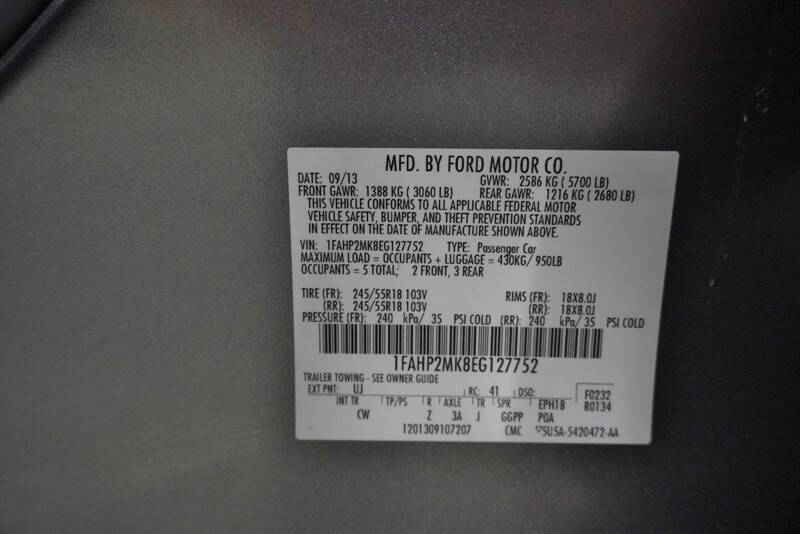 MFD. BY FORD MOTOR CO.
DATE: 09/13 GVWR: 2586 KG ( 5700 LB)
FRONT GAWR: 1388 KG ( 3060 LB) REAR GAWR: 1216 KG ( 2680 LB)
THIS VEHICLE CONFORMS TO ALL APPLICABLE FEDERAL MOTOR
VEHICLE SAFETY, BUMPER, AND THEFT PREVENTION STANDARDS
IN EFFECT ON THE DATE OF MANUFACTURE SHOWN ABOVE.
VIN: 1FAHP2MK8EG127752 TYPE: Passenger Car
MAXIMUM LOAD = OCCUPANTS + LUGGAGE = 430KG/ 950LB
OCCUPANTS = 5 TOTAL; 2 FRONT, 3 REAR
TIRE (FR): 245/55R18 103V RIMS (FR): 18X8.0J
(RR): 245/55R18 103V (RR): 18X8.0J
PRESSURE (FR): 240 kPa/ 35 PSI COLD (RR): 240 kPa/ 35 PSI COLD
1FAHP2MK8EG127752
TRAILER TOWING - SEE OWNER GUIDE
EXT PNT: UJ RC: 41 DSO: F0232
INT TR TP/PS R AXLE TR SPR EPH1B R0134
CW Z 3A J GGPP P0A
1201309107207 CMC 5U5A-5420472-AA